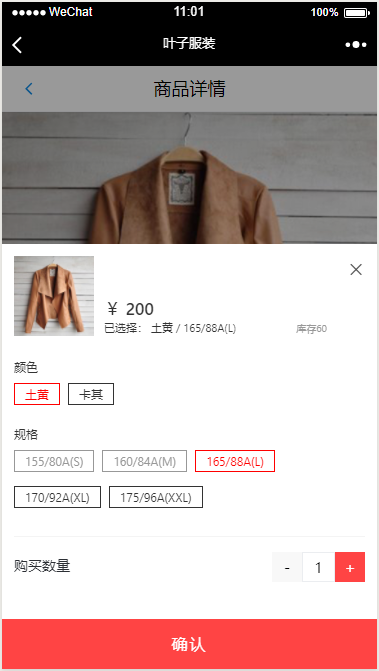 WeChat 11:01 100%
叶子服装
商品详情
¥ 200
已选择： 土黄 / 165/88A(L) 库存60
颜色
土黄 卡其
规格
155/80A(S) 160/84A(M) 165/88A(L)
170/92A(XL) 175/96A(XXL)
购买数量 - 1 +
确认